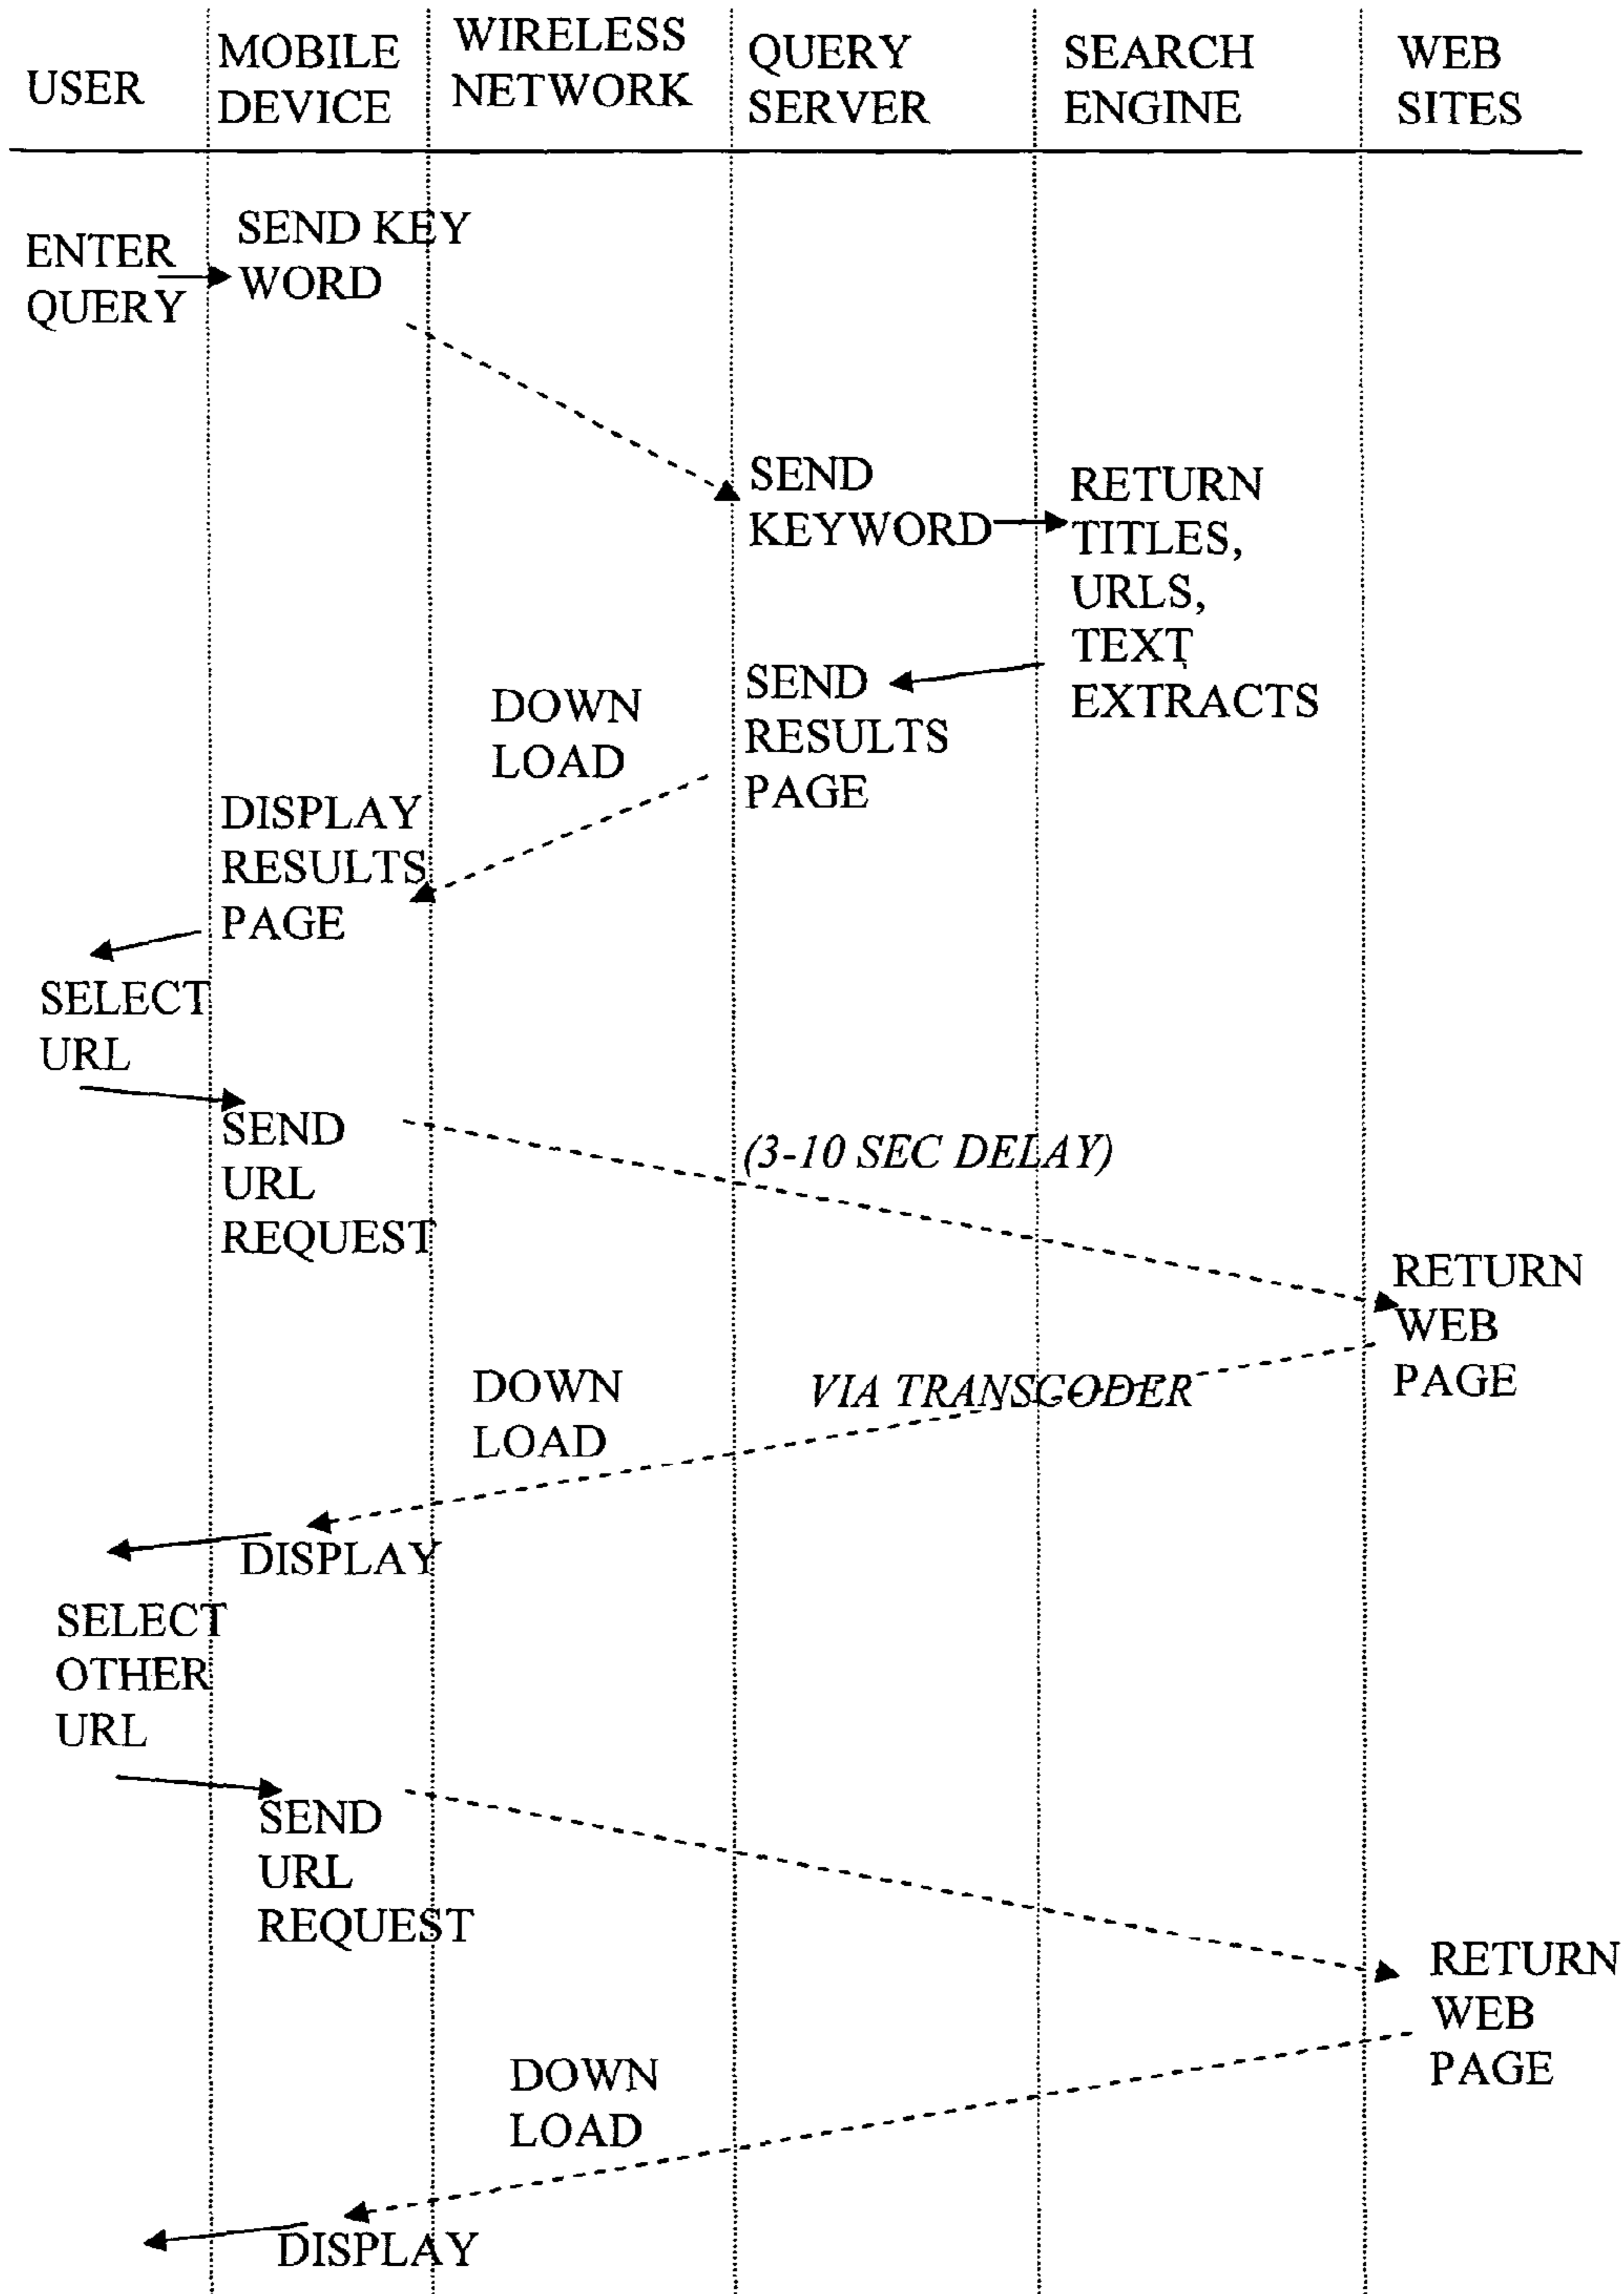 USER
MOBILE
DEVICE
WIRELESS
NETWORK
QUERY
SERVER
SEARCH
ENGINE
WEB
SITES
ENTER
QUERY
SEND KEY
WORD
SEND
KEYWORD
RETURN
TITLES,
URLS,
TEXT
EXTRACTS
SEND
RESULTS
PAGE
DOWN
LOAD
DISPLAY
RESULTS
PAGE
SELECT
URL
SEND
URL
REQUEST
(3-10 SEC DELAY)
RETURN
WEB
PAGE
VIA TRANSCODER
DOWN
LOAD
DISPLAY
SELECT
OTHER
URL
SEND
URL
REQUEST
RETURN
WEB
PAGE
DOWN
LOAD
DISPLAY